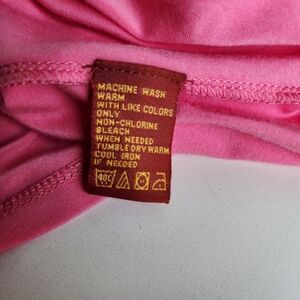 MACHINE WASH
WARM
WITH LIKE COLORS
ONLY
NON-CHLORINE
BLEACH
WHEN NEEDED
TUMBLE DRY WARM
COOL IRON
IF NEEDED
40C